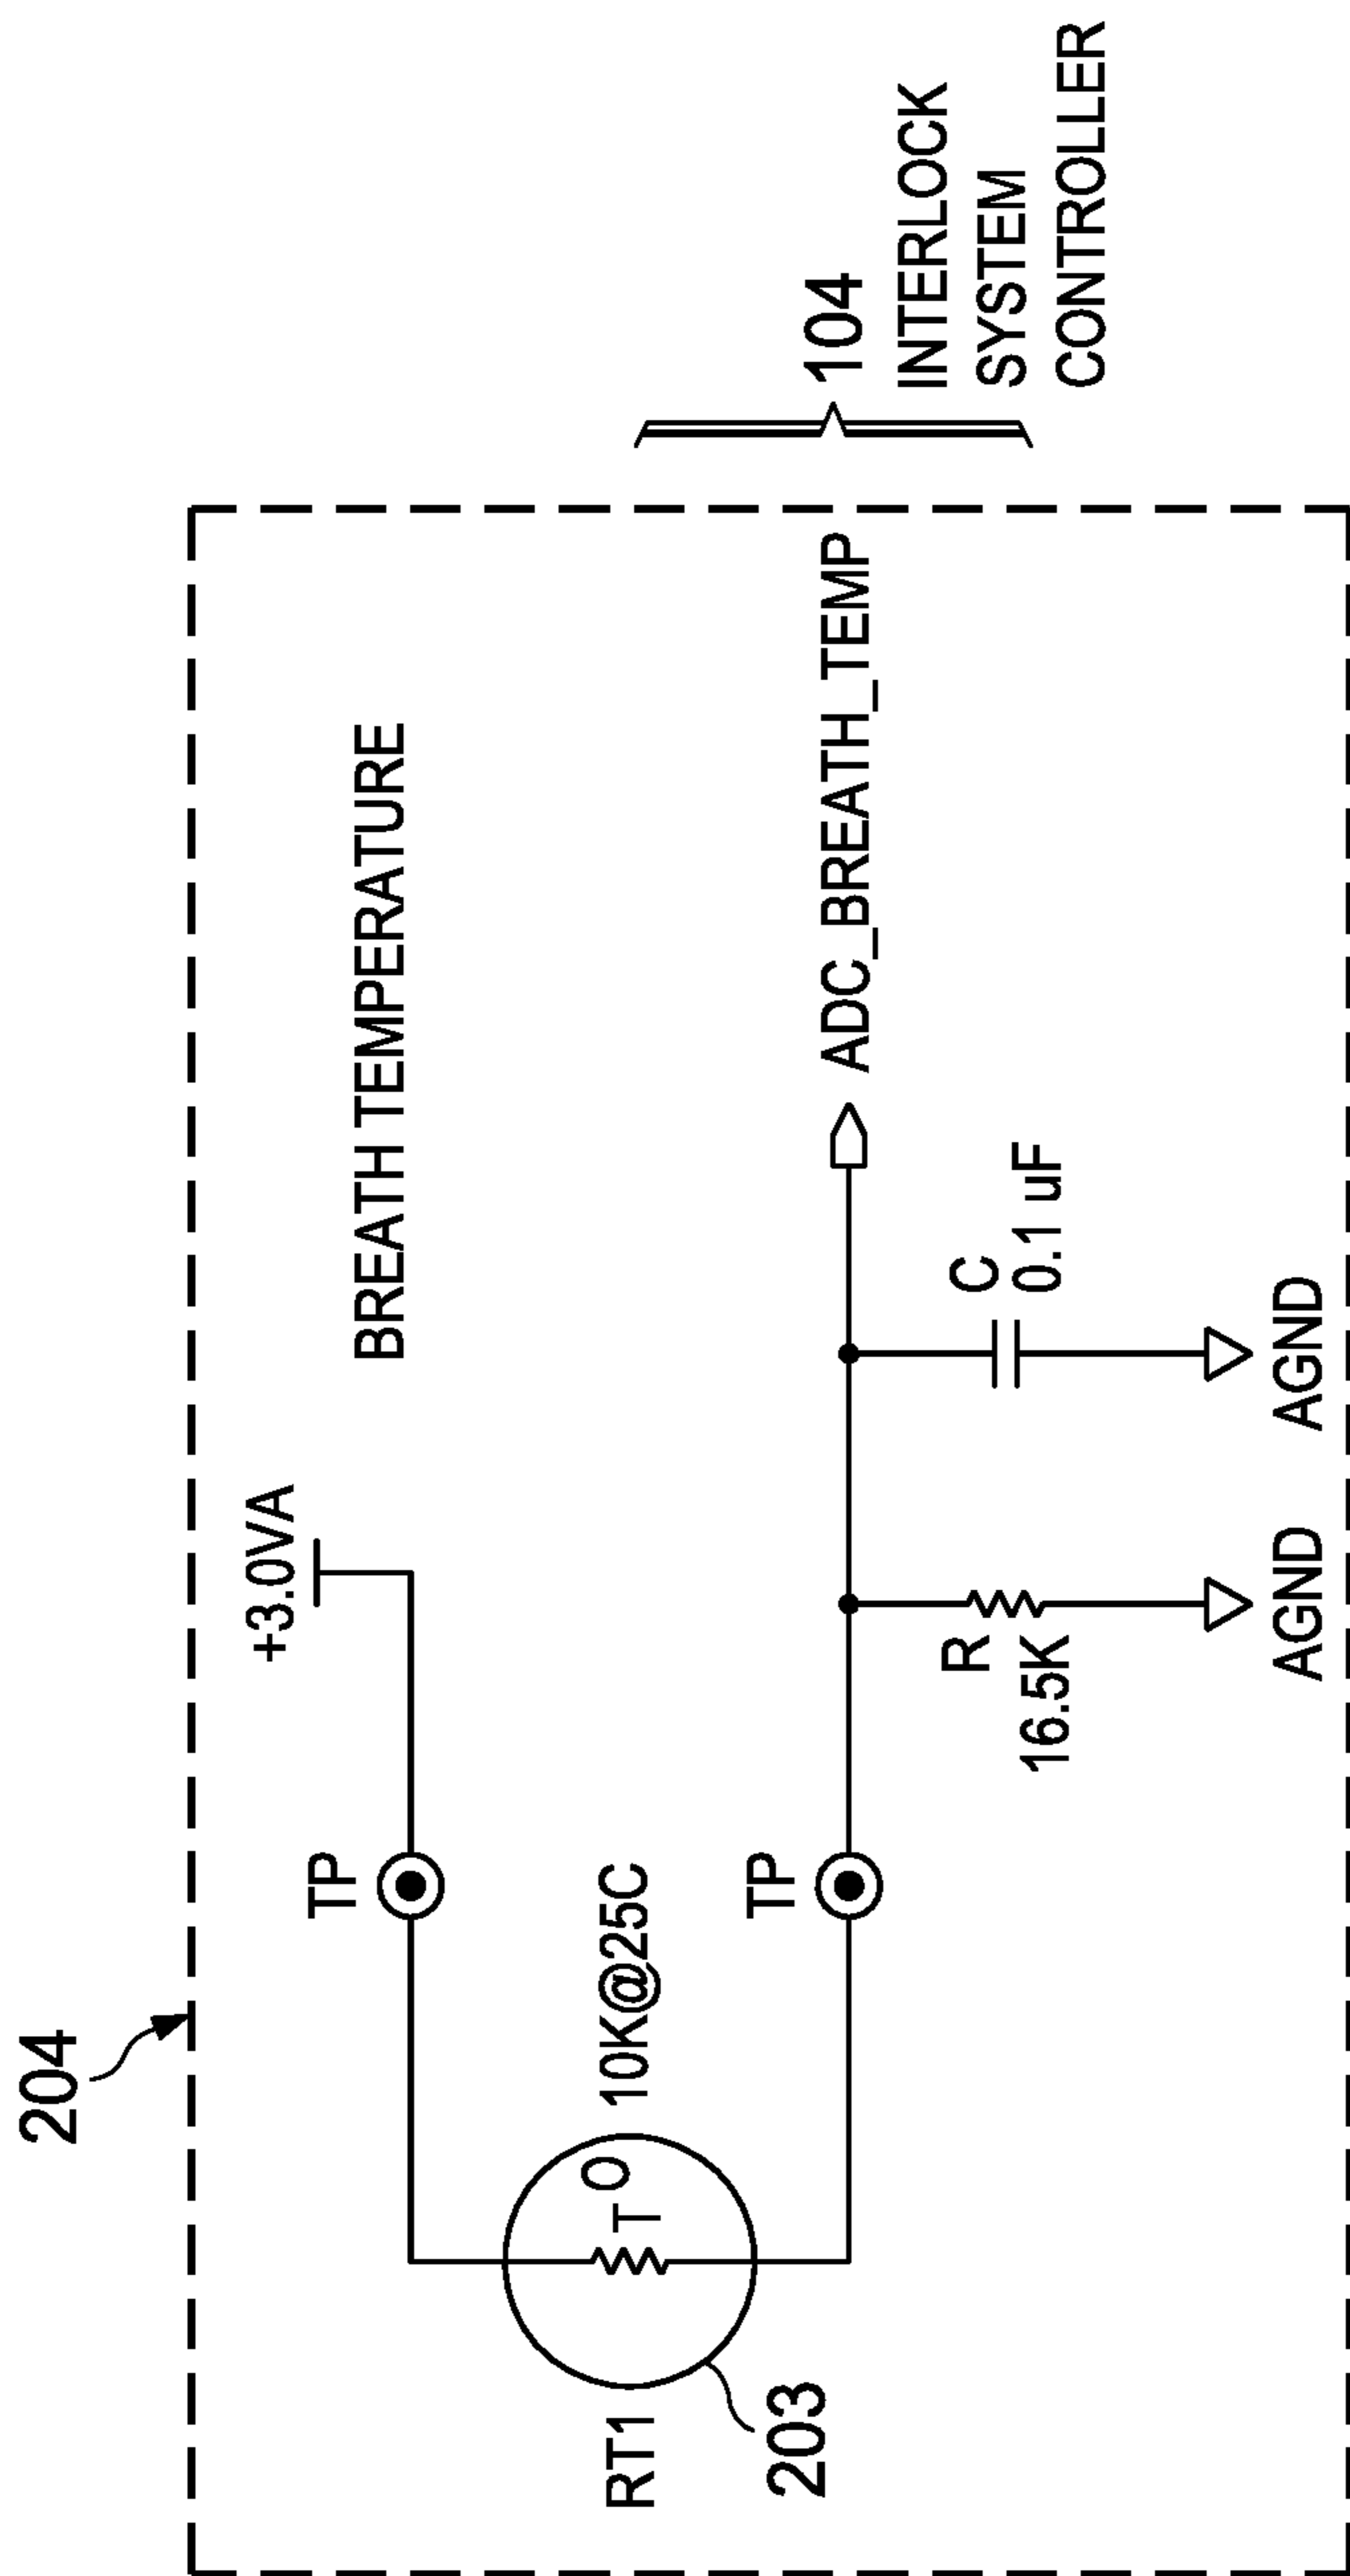 204
+3.0VA
BREATH TEMPERATURE
TP
10K@25C
T
O
RT1
203
TP
ADC_BREATH_TEMP
R
16.5K
C
0.1 uF
AGND
AGND
104
INTERLOCK
SYSTEM
CONTROLLER